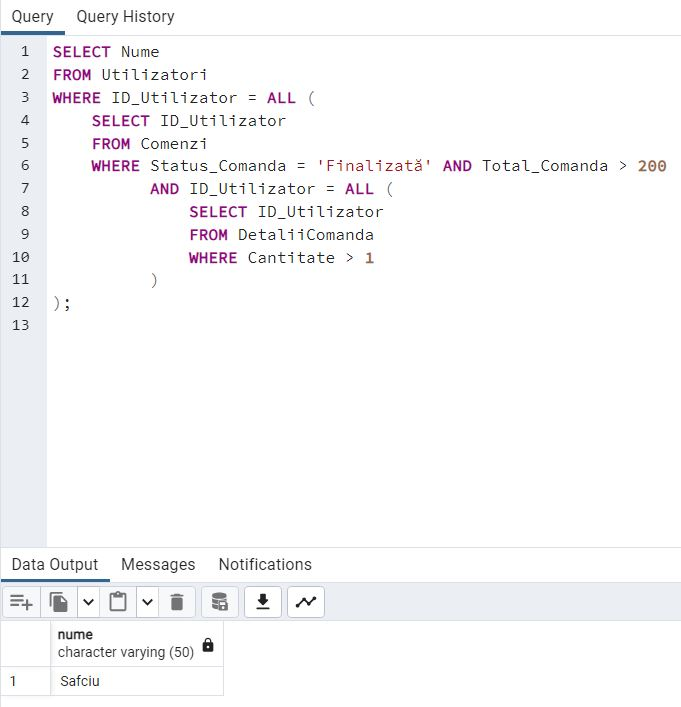 Query Query History
1 SELECT Nume
2 FROM Utilizatori
3 WHERE ID_Utilizator = ALL (
4 SELECT ID_Utilizator
5 FROM Comenzi
6 WHERE Status_Comanda = 'Finalizată' AND Total_Comanda > 200
7 AND ID_Utilizator = ALL (
8 SELECT ID_Utilizator
9 FROM DetaliiComanda
10 WHERE Cantitate > 1
11 )
12 );
13
Data Output Messages Notifications
nume
character varying (50)
1 Safciu